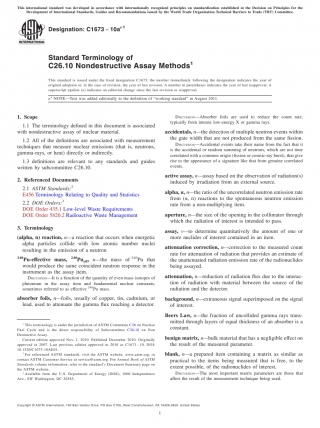 This international standard was developed in accordance with internationally recognized principles on standardization established in the Decision on Principles for the
Development of International Standards, Guides and Recommendations issued by the World Trade Organization Technical Barriers to Trade (TBT) Committee.
Designation: C1673 − 10aε1
Standard Terminology of
C26.10 Nondestructive Assay Methods1
This standard is issued under the fixed designation C1673; the number immediately following the designation indicates the year of
original adoption or, in the case of revision, the year of last revision. A number in parentheses indicates the year of last reapproval. A
superscript epsilon (ε) indicates an editorial change since the last revision or reapproval.
ε1 NOTE—Text was added editorially to the definition of “working standard” in August 2011.
1. Scope
1.1 The terminology defined in this document is associated
with nondestructive assay of nuclear material.
1.2 All of the definitions are associated with measurement
techniques that measure nuclear emissions (that is, neutrons,
gamma-rays, or heat) directly or indirectly.
1.3 definitions are relevant to any standards and guides
written by subcommittee C26.10.
2. Referenced Documents
2.1 ASTM Standards:2
E456 Terminology Relating to Quality and Statistics
2.2 DOE Orders:3
DOE Order 435.1 Low-level Waste Requirements
DOE Order 5820.2 Radioactive Waste Management
3. Terminology
(alpha, n) reaction, n—a reaction that occurs when energetic
alpha particles collide with low atomic number nuclei
resulting in the emission of a neutron.
240Pu-effective mass, 240Pueff, n—the mass of 240Pu that
would produce the same coincident neutron response in the
instrument as the assay item.
DISCUSSION—It is a function of the quantity of even mass isotopes of
plutonium in the assay item and fundamental nuclear constants,
sometimes referred to as effective 240Pu mass.
absorber foils, n—foils, usually of copper, tin, cadmium, or
lead, used to attenuate the gamma flux reaching a detector.
1 This terminology is under the jurisdiction of ASTM Committee C26 on Nuclear
Fuel Cycle and is the direct responsibility of Subcommittee C26.10 on Non
Destructive Assay.
Current edition approved Nov. 1, 2010. Published December 2010. Originally
approved in 2007. Last previous edition approved in 2010 as C1673 – 10. DOI:
10.1520/C1673-10AE01.
2 For referenced ASTM standards, visit the ASTM website, www.astm.org, or
contact ASTM Customer Service at service@astm.org. For Annual Book of ASTM
Standards volume information, refer to the standard's Document Summary page on
the ASTM website.
3 Available from the U.S. Department of Energy (DOE), 1000 Independence
Ave., SW Washington, DC 20585.
DISCUSSION—Absorber foils are used to reduce the count rate,
typically from intense low-energy X or gamma rays.
accidentals, n—the detection of multiple neutron events within
the gate width that are not produced from the same fission.
DISCUSSION—Accidental events take their name from the fact that it
is the accidental or random summing of neutrons, which are not time
correlated with a common origin (fission or cosmic-ray burst), that give
rise to the appearance of a signature like that from genuine correlated
events.
active assay, n—assay based on the observation of radiation(s)
induced by irradiation from an external source.
alpha, α, n—the ratio of the uncorrelated neutron emission rate
from (α, n) reactions to the spontaneous neutron emission
rate from a non-multiplying item.
aperture, n—the size of the opening in the collimator through
which the radiation of interest is intended to pass.
assay, v—to determine quantitatively the amount of one or
more nuclides of interest contained in an item.
attenuation correction, n—correction to the measured count
rate for attenuation of radiation that provides an estimate of
the unattenuated radiation emission rate of the radionuclides
being assayed.
attenuation, n—reduction of radiation flux due to the interac-
tion of radiation with material between the source of the
radiation and the detector.
background, n—extraneous signal superimposed on the signal
of interest.
Beers Law, n—the fraction of uncollided gamma rays trans-
mitted through layers of equal thickness of an absorber is a
constant.
benign matrix, n—bulk material that has a negligible effect on
the result of the measured parameter.
blank, n—a prepared item containing a matrix as similar as
practical to the items being measured that is free, to the
extent possible, of the radionuclides of interest.
DISCUSSION—The most important matrix parameters are those that
affect the result of the measurement technique being used.
Copyright © ASTM International, 100 Barr Harbor Drive, PO Box C700, West Conshohocken, PA 19428-2959. United States
1